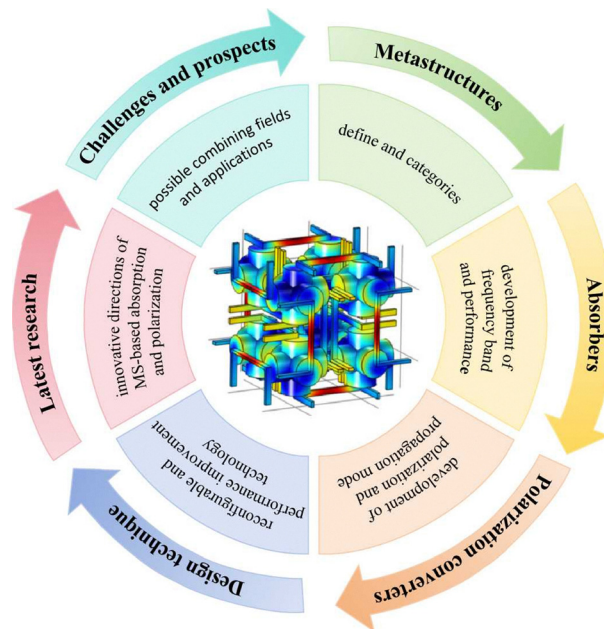 Metastructures
define and categories
Absorbers
development of
frequency band
and performance
Polarization converters
development of
polarization and
propagation mode
Design technique
reconfigurable and
performance improvement
technology
Latest research
innovative directions of
MS-based absorption
and polarization
Challenges and prospects
possible combining fields
and applications